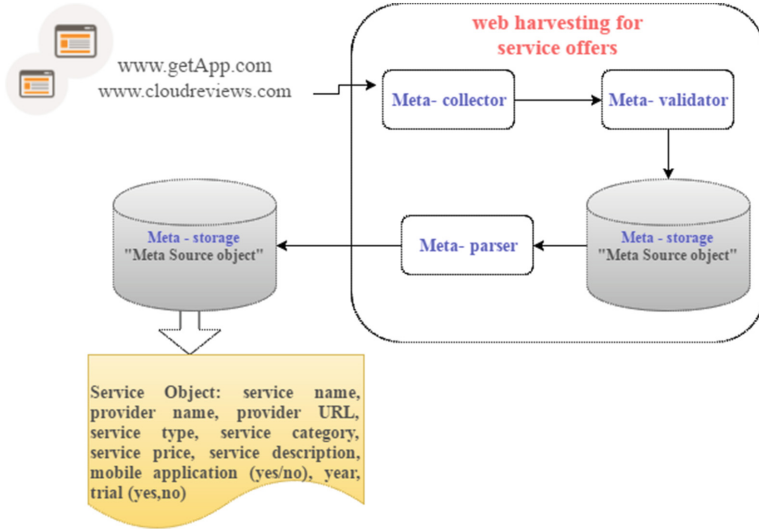 web harvesting for
service offers
www.getApp.com
www.cloudreviews.com
Meta- collector
Meta- validator
Meta - storage
"Meta Source object"
Meta- parser
Meta - storage
"Meta Source object"
Service Object: service name,
provider name, provider URL,
service type, service category,
service price, service description,
mobile application (yes/no), year,
trial (yes,no)